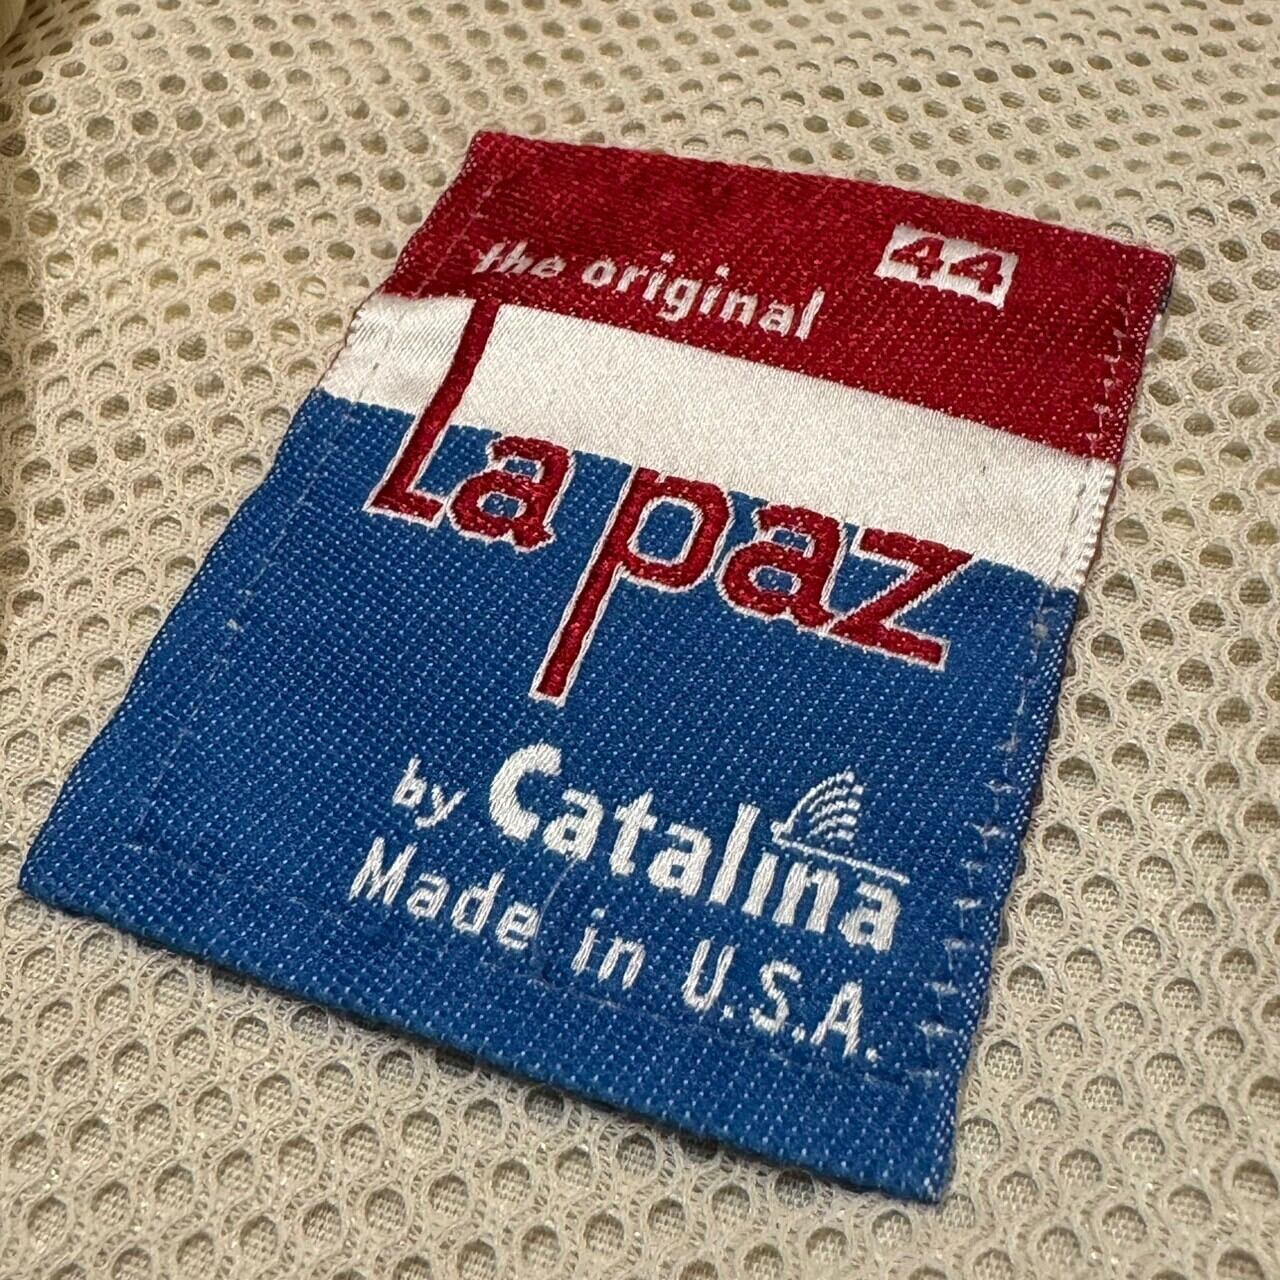 44
the original
La paz
by Catalina
Made in U.S.A.